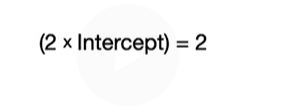 (2 × Intercept) = 2